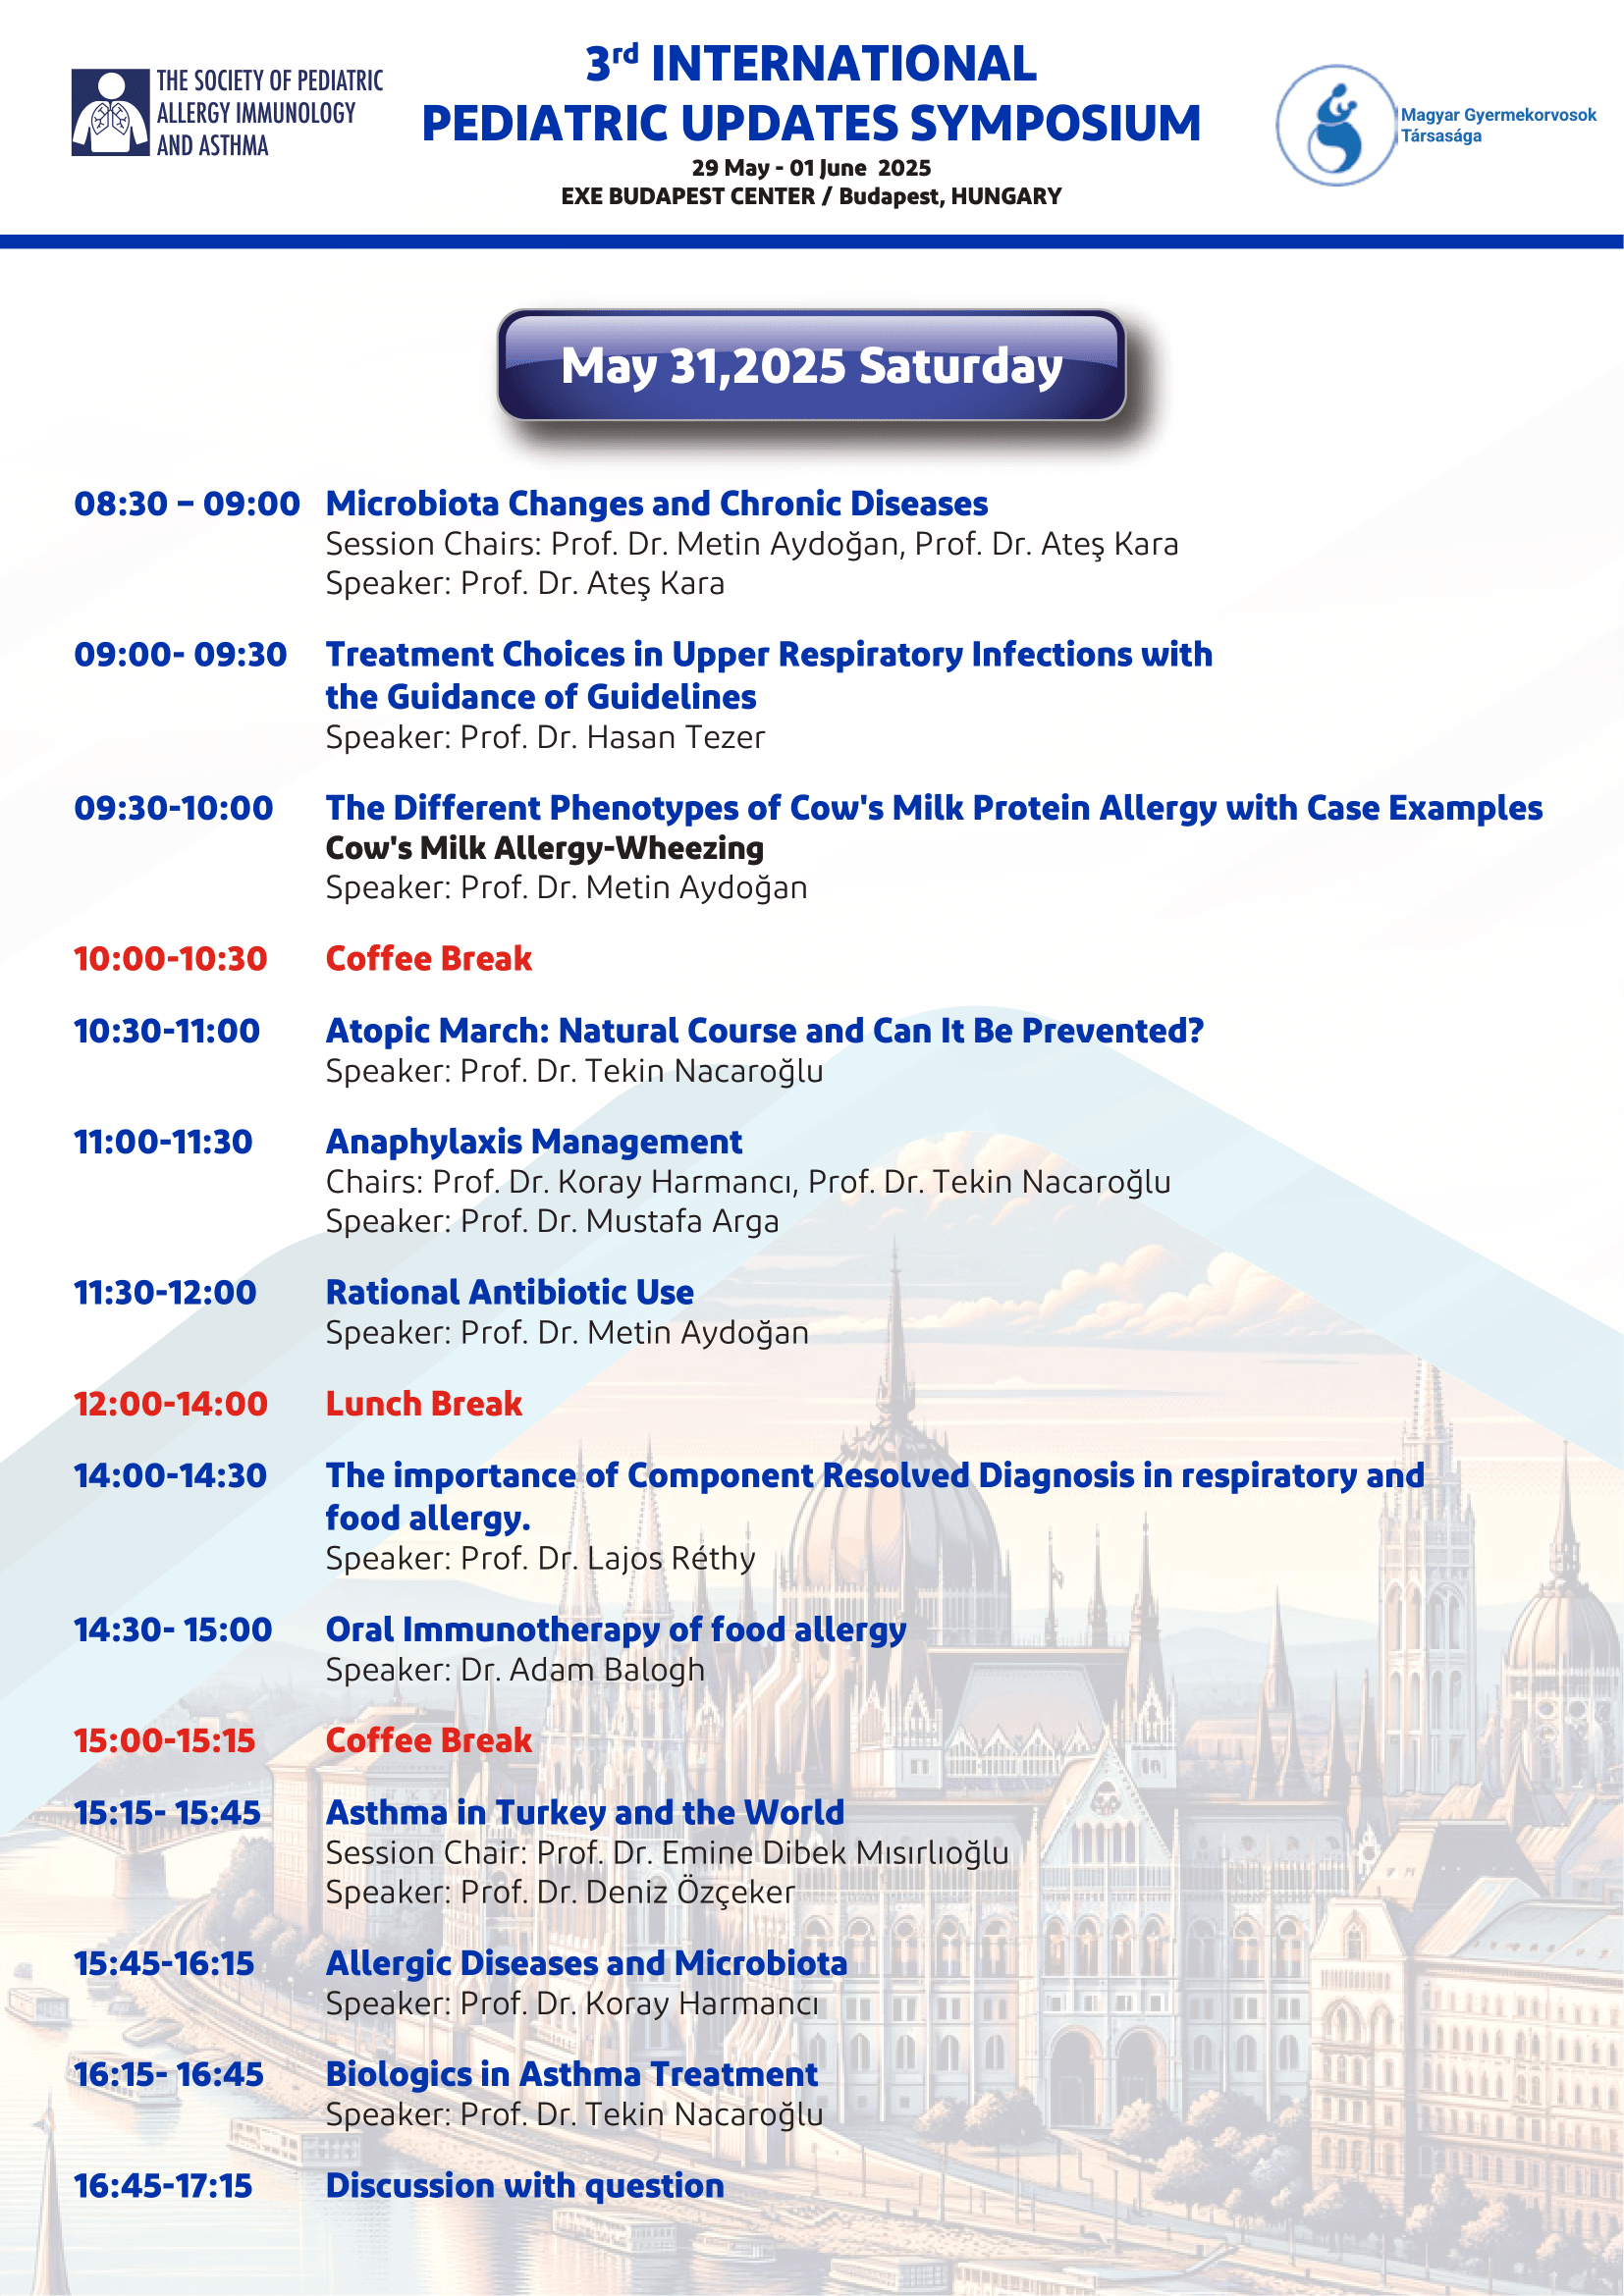 THE SOCIETY OF PEDIATRIC
ALLERGY IMMUNOLOGY
AND ASTHMA
3rd INTERNATIONAL
PEDIATRIC UPDATES SYMPOSIUM
29 May - 01 June 2025
EXE BUDAPEST CENTER / Budapest, HUNGARY
Magyar Gyermekorvosok
Társasága
May 31,2025 Saturday
08:30 – 09:00 Microbiota Changes and Chronic Diseases
Session Chairs: Prof. Dr. Metin Aydoğan, Prof. Dr. Ateş Kara
Speaker: Prof. Dr. Ateş Kara
09:00- 09:30 Treatment Choices in Upper Respiratory Infections with
the Guidance of Guidelines
Speaker: Prof. Dr. Hasan Tezer
09:30-10:00 The Different Phenotypes of Cow's Milk Protein Allergy with Case Examples
Cow's Milk Allergy-Wheezing
Speaker: Prof. Dr. Metin Aydoğan
10:00-10:30 Coffee Break
10:30-11:00 Atopic March: Natural Course and Can It Be Prevented?
Speaker: Prof. Dr. Tekin Nacaroğlu
11:00-11:30 Anaphylaxis Management
Chairs: Prof. Dr. Koray Harmancı, Prof. Dr. Tekin Nacaroğlu
Speaker: Prof. Dr. Mustafa Arga
11:30-12:00 Rational Antibiotic Use
Speaker: Prof. Dr. Metin Aydoğan
12:00-14:00 Lunch Break
14:00-14:30 The importance of Component Resolved Diagnosis in respiratory and
food allergy.
Speaker: Prof. Dr. Lajos Réthy
14:30- 15:00 Oral Immunotherapy of food allergy
Speaker: Dr. Adam Balogh
15:00-15:15 Coffee Break
15:15- 15:45 Asthma in Turkey and the World
Session Chair: Prof. Dr. Emine Dibek Mısırlıoğlu
Speaker: Prof. Dr. Deniz Özçeker
15:45-16:15 Allergic Diseases and Microbiota
Speaker: Prof. Dr. Koray Harmancı
16:15- 16:45 Biologics in Asthma Treatment
Speaker: Prof. Dr. Tekin Nacaroğlu
16:45-17:15 Discussion with question